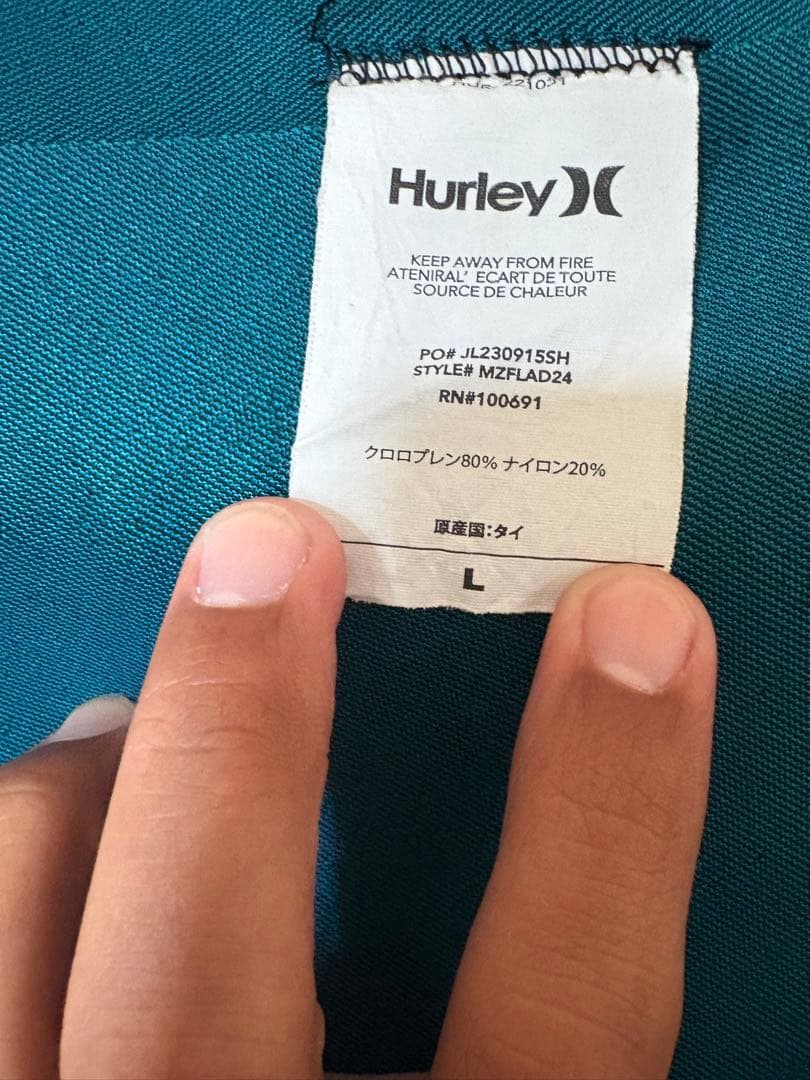 Hurley
KEEP AWAY FROM FIRE
ATENIRAL' ECART DE TOUTE
SOURCE DE CHALEUR
PO# JL230915SH
STYLE# MZFLAD24
RN#100691
クロロプレン80% ナイロン20%
原産国:タイ
L